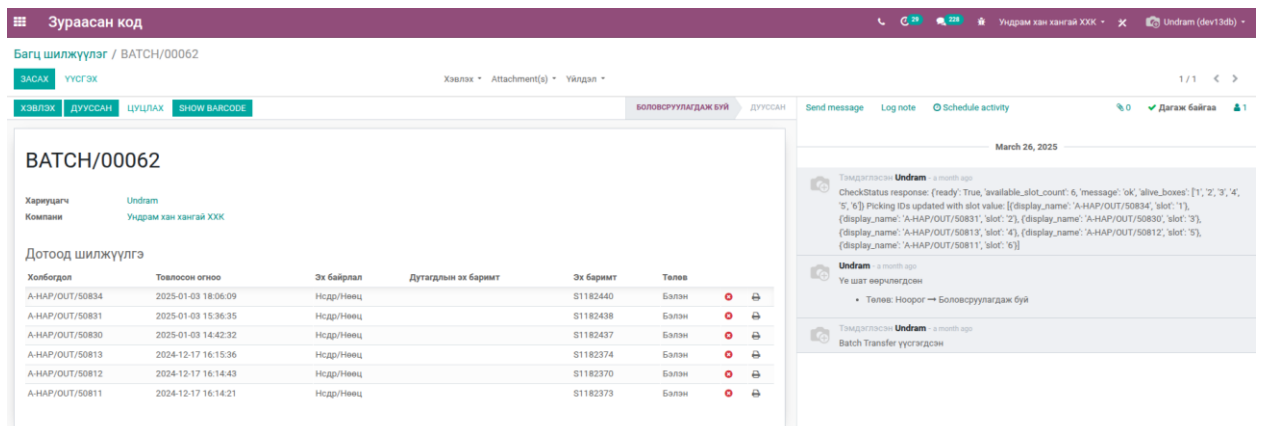 Зураасан код
29
228
Ундрам хан хангай ХХК
Undram (dev13db)
Багц шилжүүлэг / BATCH/00062
ЗАСАХ ҮҮСГЭХ
Хэвлэх Attachment(s) Үйлдэл
1 / 1
ХЭВЛЭХ ДУУССАН ЦУЦЛАХ SHOW BARCODE
БОЛОВСРУУЛАГДАЖ БУЙ ДУУССАН
Send message Log note Schedule activity 0 Дагаж байгаа 1
BATCH/00062
Хариуцагч Undram
Компани Ундрам хан хангай ХХК
Дотоод шилжүүлгэ
Холбогдол Товлосон огноо Эх байрлал Дутагдлын эх баримт Эх баримт Төлөв
A-HAP/OUT/50834 2025-01-03 18:06:09 Нсдр/Нөөц S1182440 Бэлэн
A-HAP/OUT/50831 2025-01-03 15:36:35 Нсдр/Нөөц S1182438 Бэлэн
A-HAP/OUT/50830 2025-01-03 14:42:32 Нсдр/Нөөц S1182437 Бэлэн
A-HAP/OUT/50813 2024-12-17 16:15:36 Нсдр/Нөөц S1182374 Бэлэн
A-HAP/OUT/50812 2024-12-17 16:14:43 Нсдр/Нөөц S1182370 Бэлэн
A-HAP/OUT/50811 2024-12-17 16:14:21 Нсдр/Нөөц S1182373 Бэлэн
March 26, 2025
Тэмдэглэсэн Undram - a month ago
CheckStatus response: {'ready': True, 'available_slot_count': 6, 'message': 'ok', 'alive_boxes': ['1', '2', '3', '4',
'5', '6']} Picking IDs updated with slot value: [{'display_name': 'A-HAP/OUT/50834', 'slot': '1'},
{'display_name': 'A-HAP/OUT/50831', 'slot': '2'}, {'display_name': 'A-HAP/OUT/50830', 'slot': '3'},
{'display_name': 'A-HAP/OUT/50813', 'slot': '4'}, {'display_name': 'A-HAP/OUT/50812', 'slot': '5'},
{'display_name': 'A-HAP/OUT/50811', 'slot': '6'}]
Undram - a month ago
Үе шат өөрчлөгдсөн
• Төлөв: Ноорог → Боловсруулагдаж буй
Тэмдэглэсэн Undram - a month ago
Batch Transfer үүсгэгдсэн